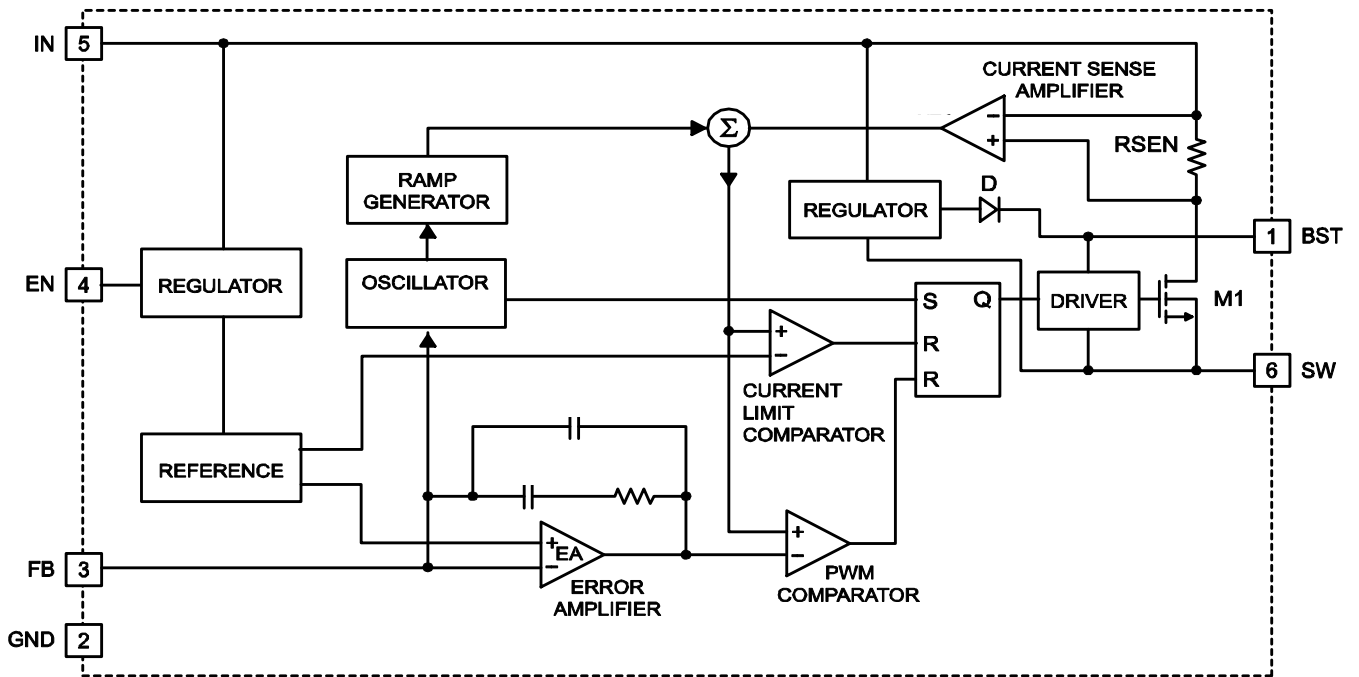 IN 5
CURRENT SENSE
AMPLIFIER
Σ
−
+
RSEN
RAMP
GENERATOR
D
REGULATOR
1 BST
EN 4
REGULATOR
OSCILLATOR
S Q
DRIVER
M1
+
−
R
R
6 SW
CURRENT
LIMIT
COMPARATOR
REFERENCE
+
−
EA
+
−
FB 3
ERROR
AMPLIFIER
PWM
COMPARATOR
GND 2